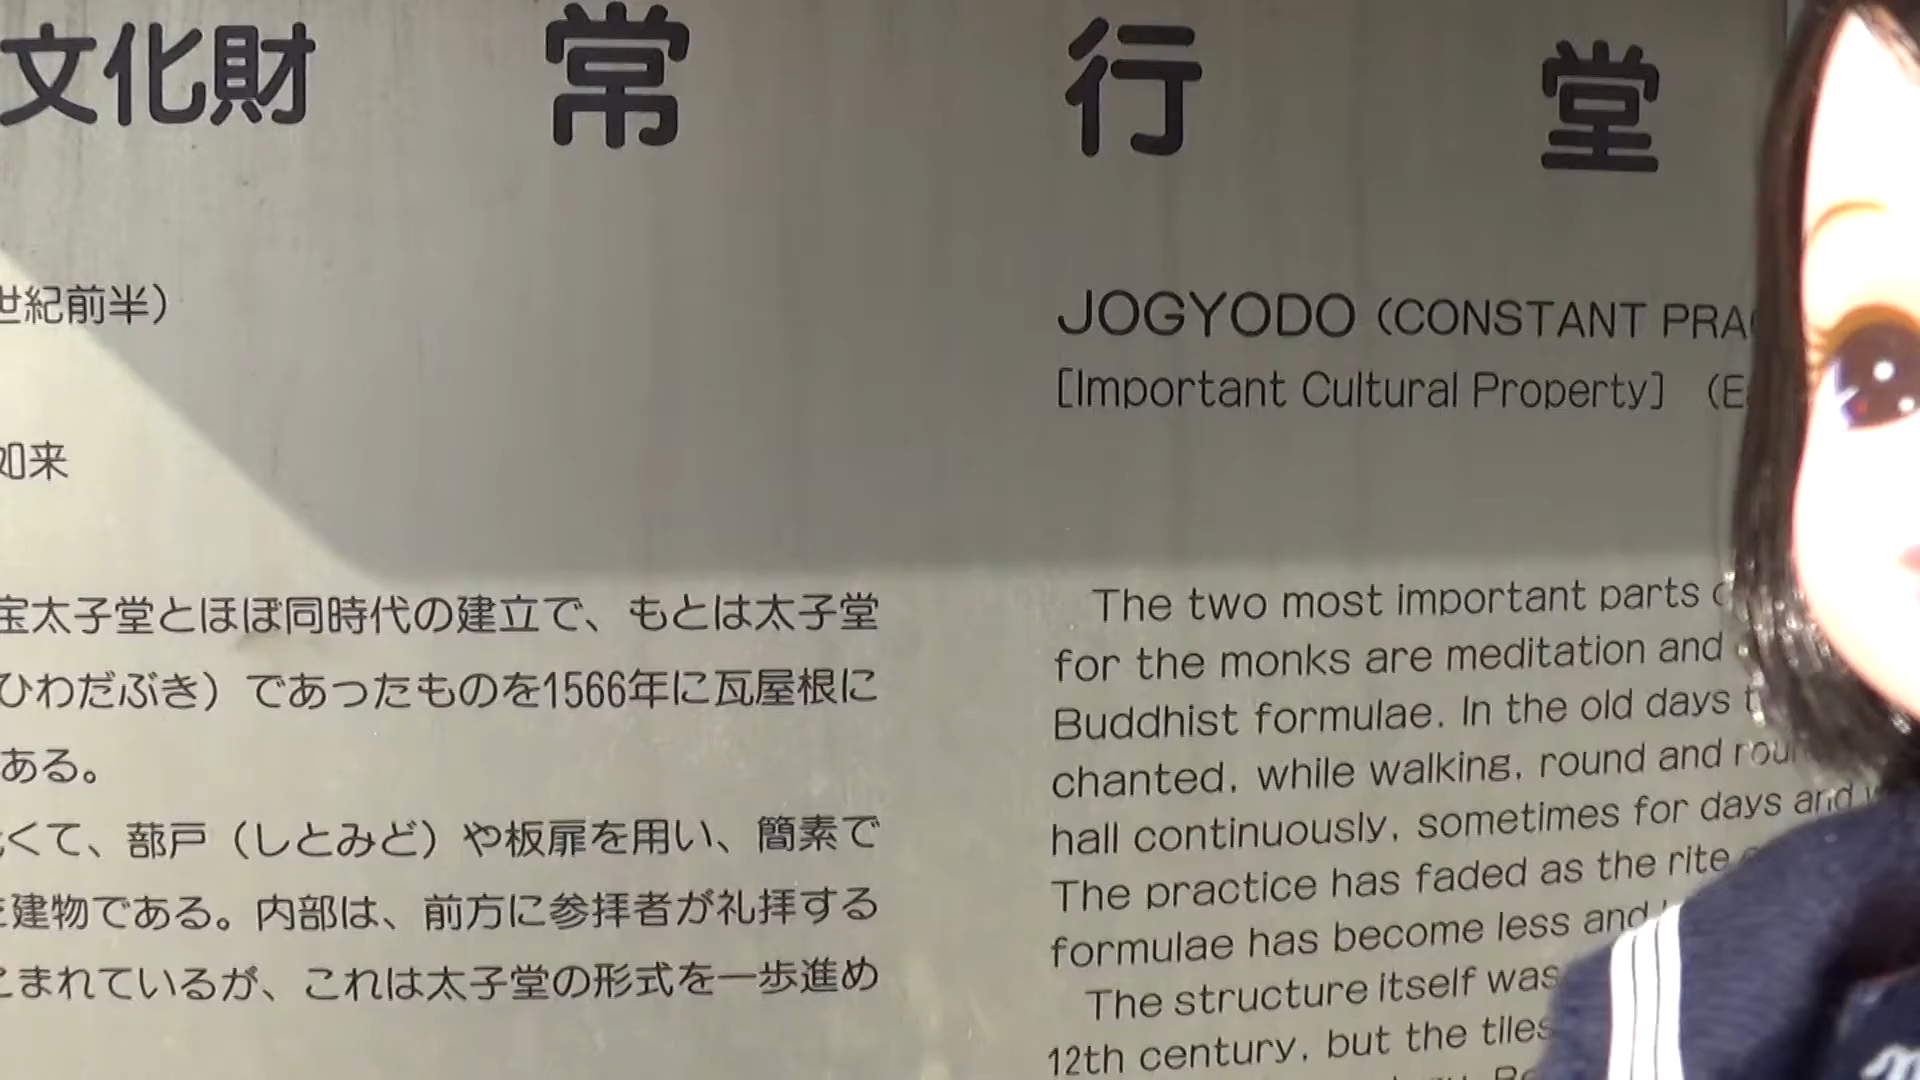 文化財 常 行 堂
世紀前半）
如来
宝太子堂とほぼ同時代の建立で、もとは太子堂
ひわだぶき）であったものを1566年に瓦屋根に
ある。
くて、蔀戸（しとみど）や板扉を用い、簡素で
建物である。内部は、前方に参拝者が礼拝する
まれているが、これは太子堂の形式を一歩進め
JOGYODO (CONSTANT
[Important Cultural Property]
The two most important parts
for the monks are meditation and
Buddhist formulae. In the old days
chanted, while walking, round and
hall continuously, sometimes for days and
The practice has faded as the rite
formulae has become less and
The structure itself was
12th century, but the tiles